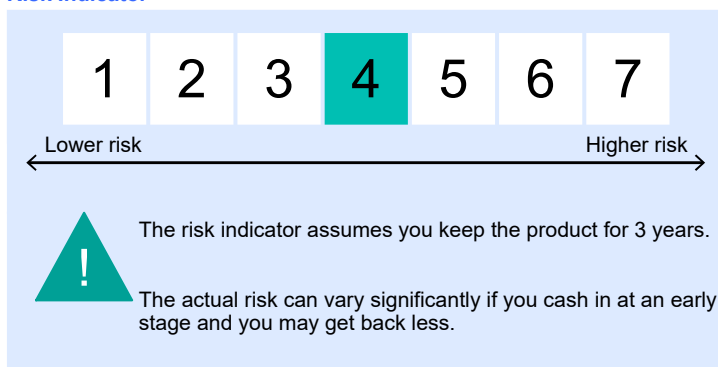 Risk Indicator
1 2 3 4 5 6 7
Lower risk Higher risk
! The risk indicator assumes you keep the product for 3 years.
The actual risk can vary significantly if you cash in at an early
stage and you may get back less.